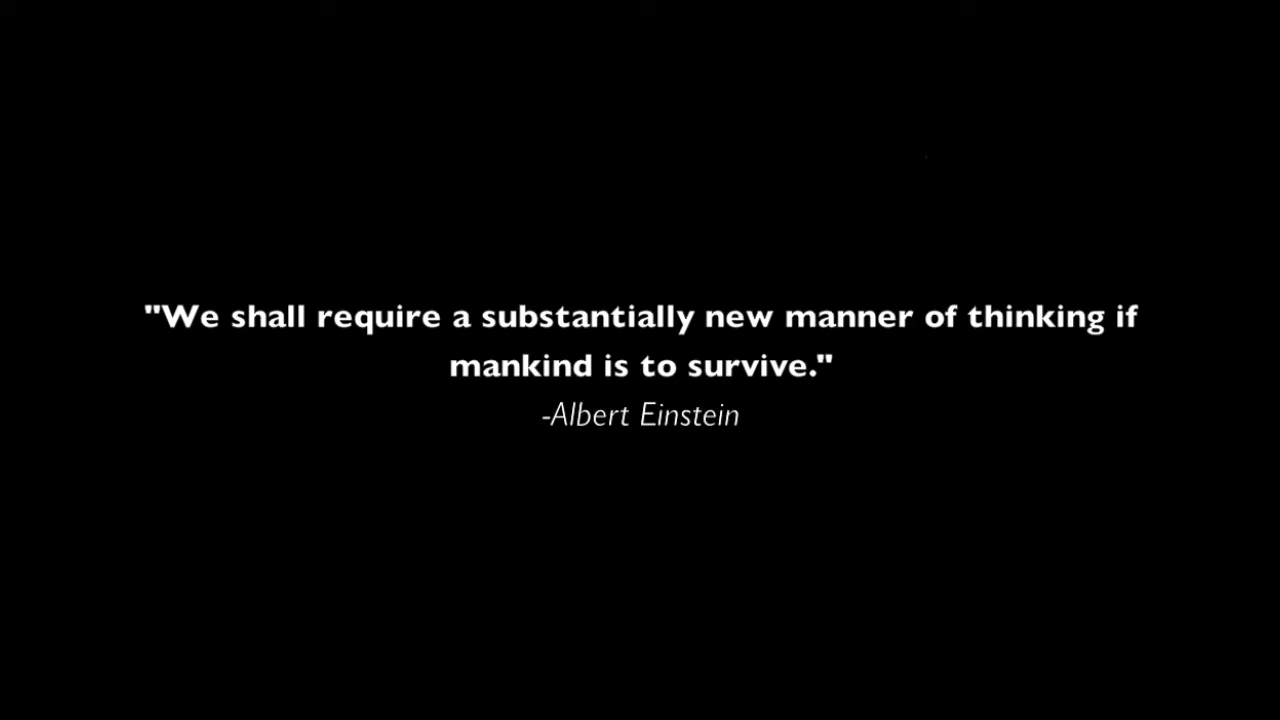 "We shall require a substantially new manner of thinking if
mankind is to survive."
-Albert Einstein